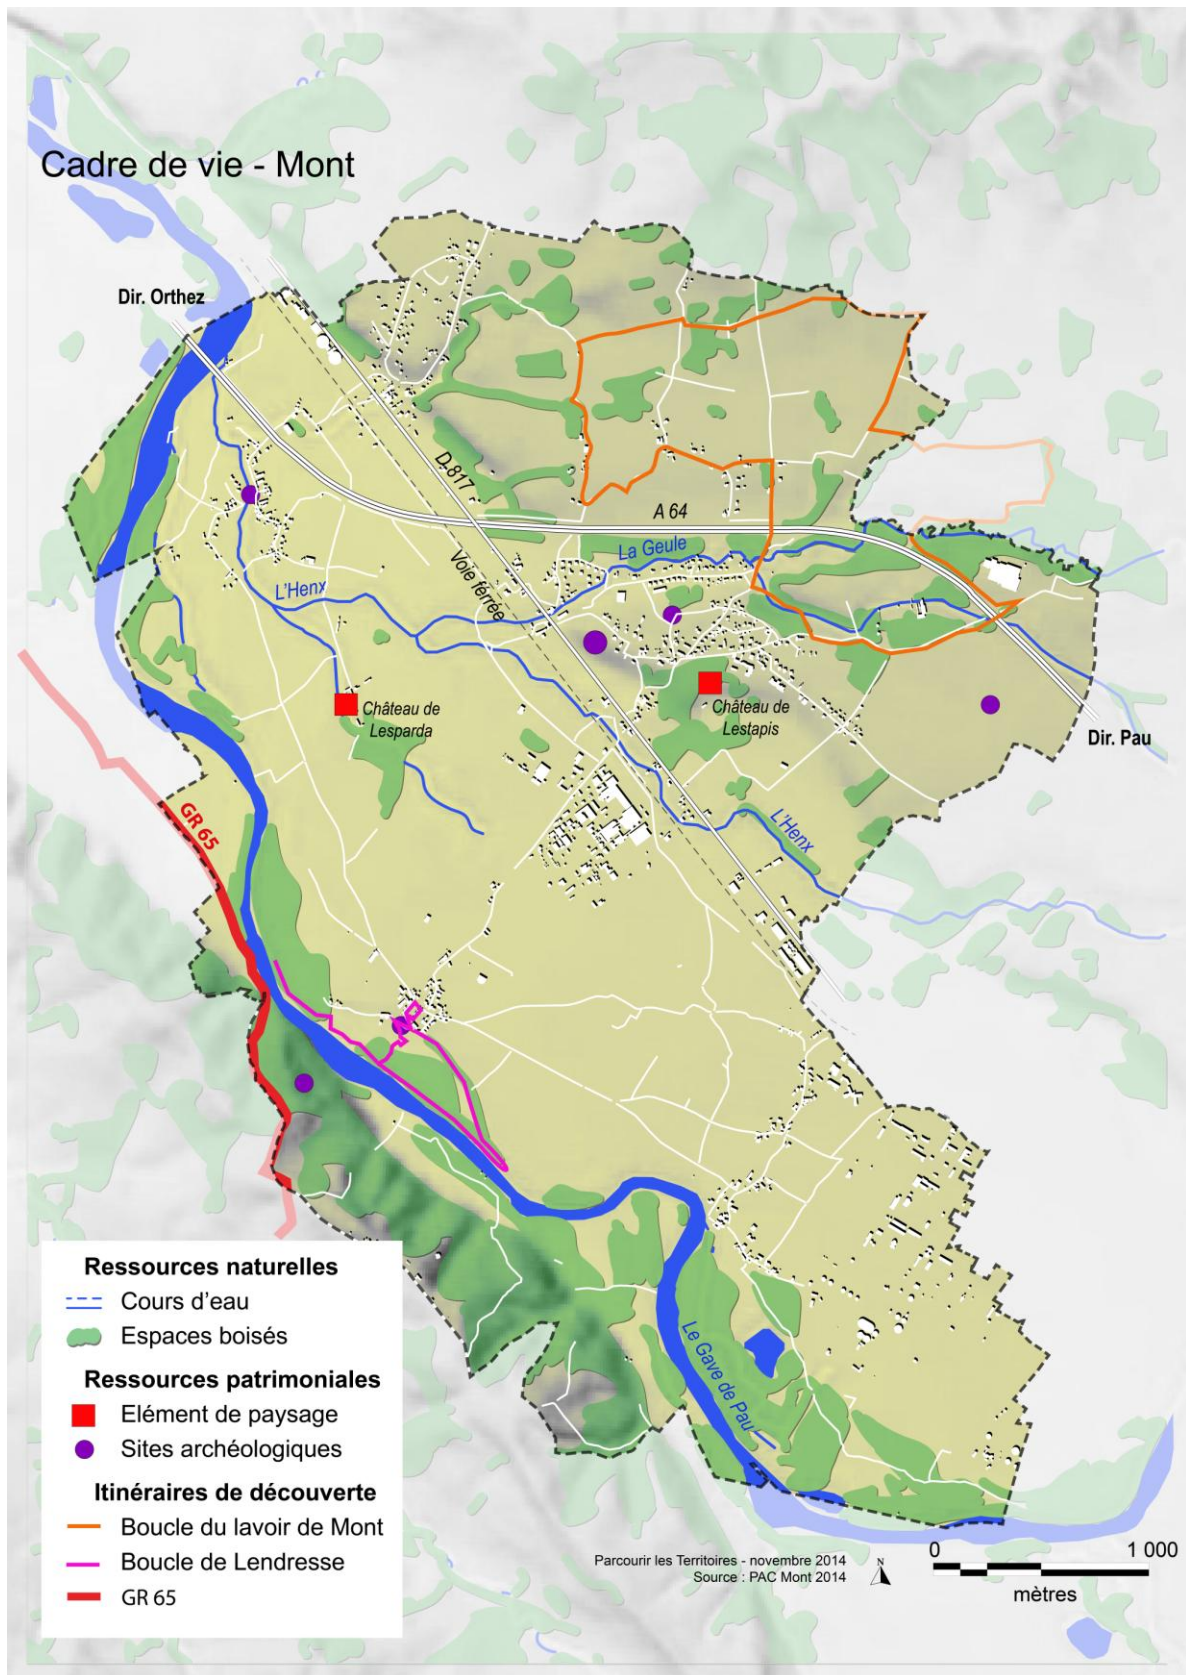 Cadre de vie - Mont
Dir. Orthez
D 817
A 64
La Geule
Voie ferrée
L'Henx
Château de
Lesparda
Château de
Lestapis
Dir. Pau
GR 65
L'Henx
Le Gave de Pau
Ressources naturelles
Cours d'eau
Espaces boisés
Ressources patrimoniales
Elément de paysage
Sites archéologiques
Itinéraires de découverte
Boucle du lavoir de Mont
Boucle de Lendresse
GR 65
Parcourir les Territoires - novembre 2014
Source : PAC Mont 2014
N
0 1 000
mètres